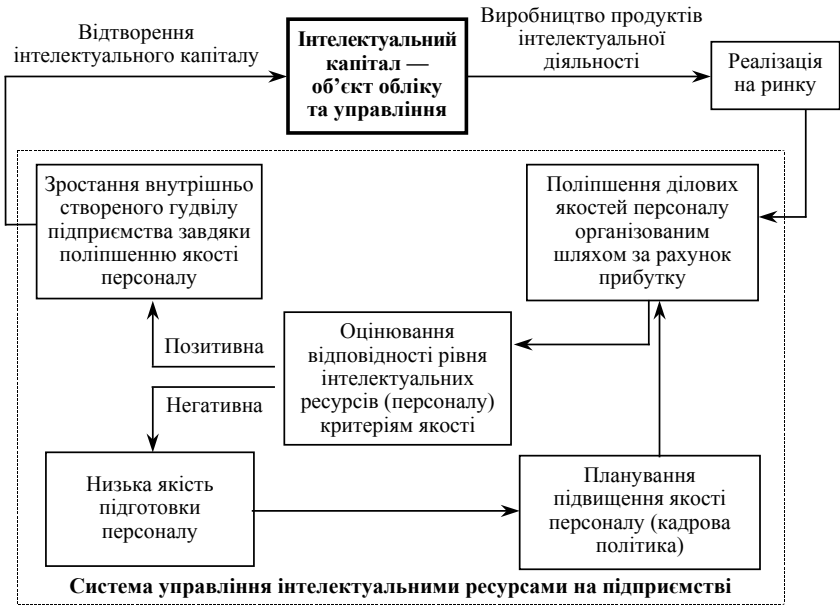 Відтворення
інтелектуального капіталу
Інтелектуальний
капітал —
об’єкт обліку
та управління
Виробництво продуктів
інтелектуальної
діяльності
Реалізація
на ринку
Зростання внутрішньо
створеного гудвілу
підприємства завдяки
поліпшенню якості
персоналу
Поліпшення ділових
якостей персоналу
організованим
шляхом за рахунок
прибутку
Позитивна
Негативна
Оцінювання
відповідності рівня
інтелектуальних
ресурсів (персоналу)
критеріям якості
Низька якість
підготовки
персоналу
Планування
підвищення якості
персоналу (кадрова
політика)
Система управління інтелектуальними ресурсами на підприємстві